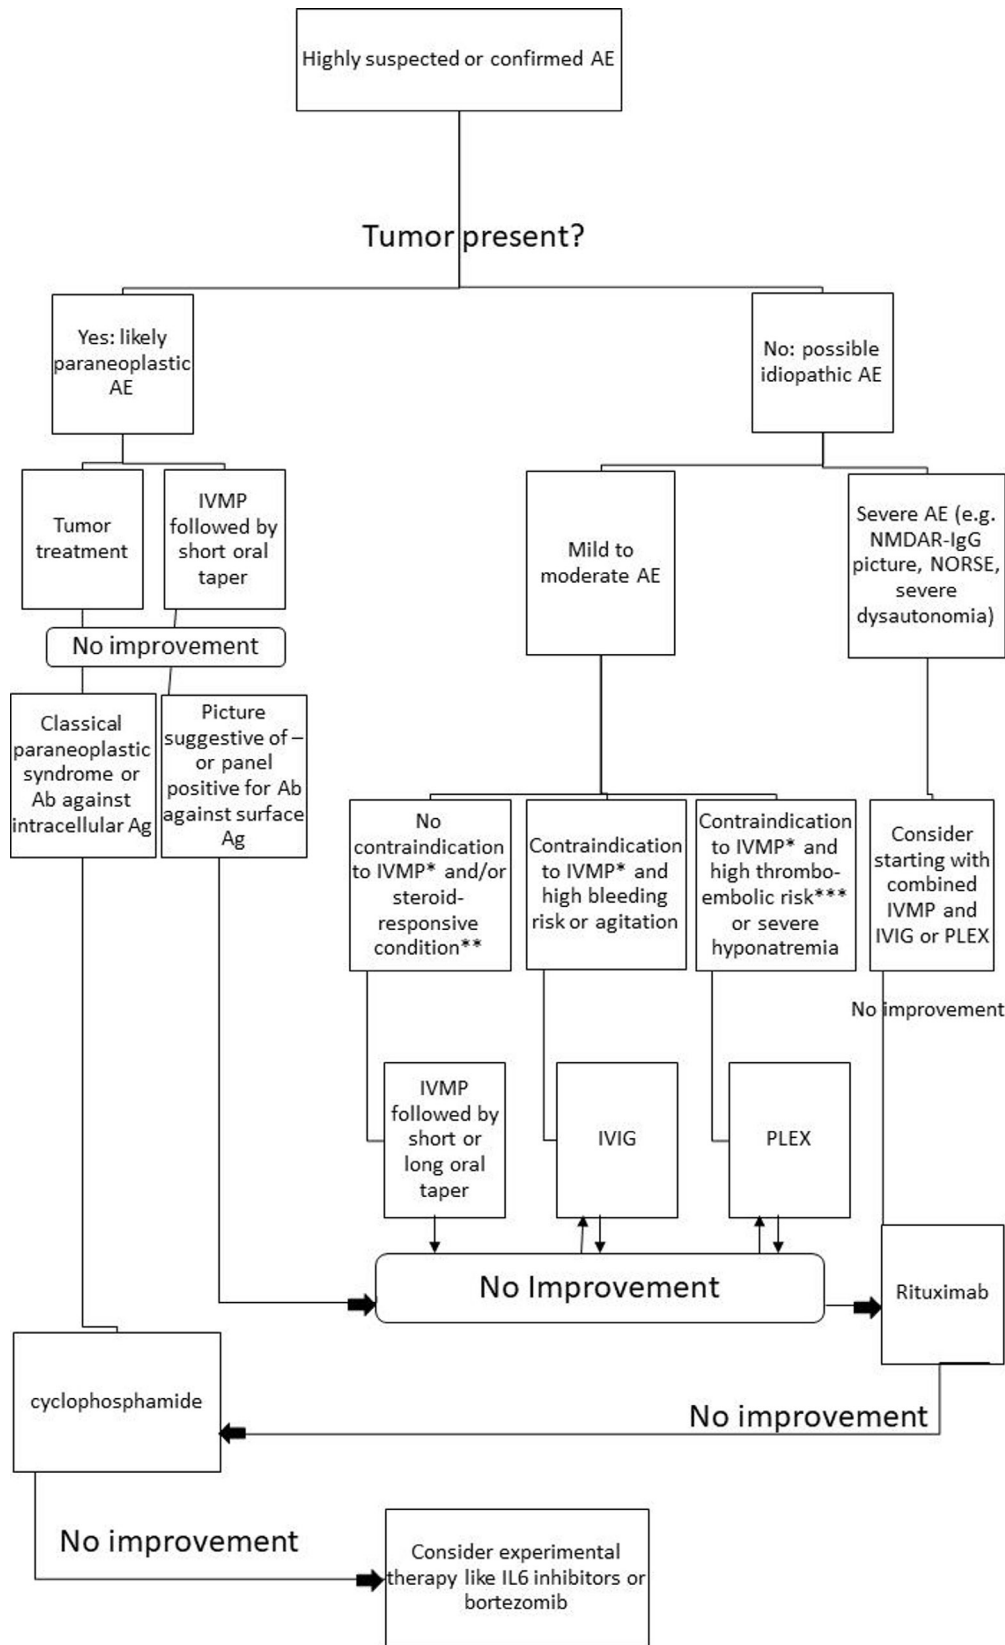 Highly suspected or confirmed AE
Tumor present?
Yes: likely
paraneoplastic
AE
No: possible
idiopathic AE
Tumor
treatment
IVMP
followed by
short oral
taper
Mild to
moderate AE
Severe AE (e.g.
NMDAR-IgG
picture, NORSE,
severe
dysautonomia)
No improvement
Classical
paraneoplastic
syndrome or
Ab against
intracellular Ag
Picture
suggestive of –
or panel
positive for Ab
against surface
Ag
No
contraindication
to IVMP* and/or
steroid-
responsive
condition**
Contraindication
to IVMP* and
high bleeding
risk or agitation
Contraindication
to IVMP* and
high thrombo-
embolic risk***
or severe
hyponatremia
Consider
starting with
combined
IVMP and
IVIG or PLEX
No improvement
IVMP
followed by
short or
long oral
taper
IVIG
PLEX
No Improvement
Rituximab
cyclophosphamide
No improvement
No improvement
Consider experimental
therapy like IL6 inhibitors or
bortezomib